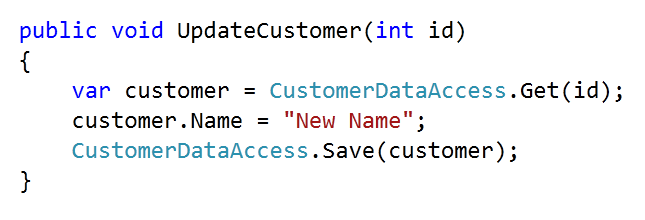 public void UpdateCustomer(int id)
{
    var customer = CustomerDataAccess.Get(id);
    customer.Name = "New Name";
    CustomerDataAccess.Save(customer);
}